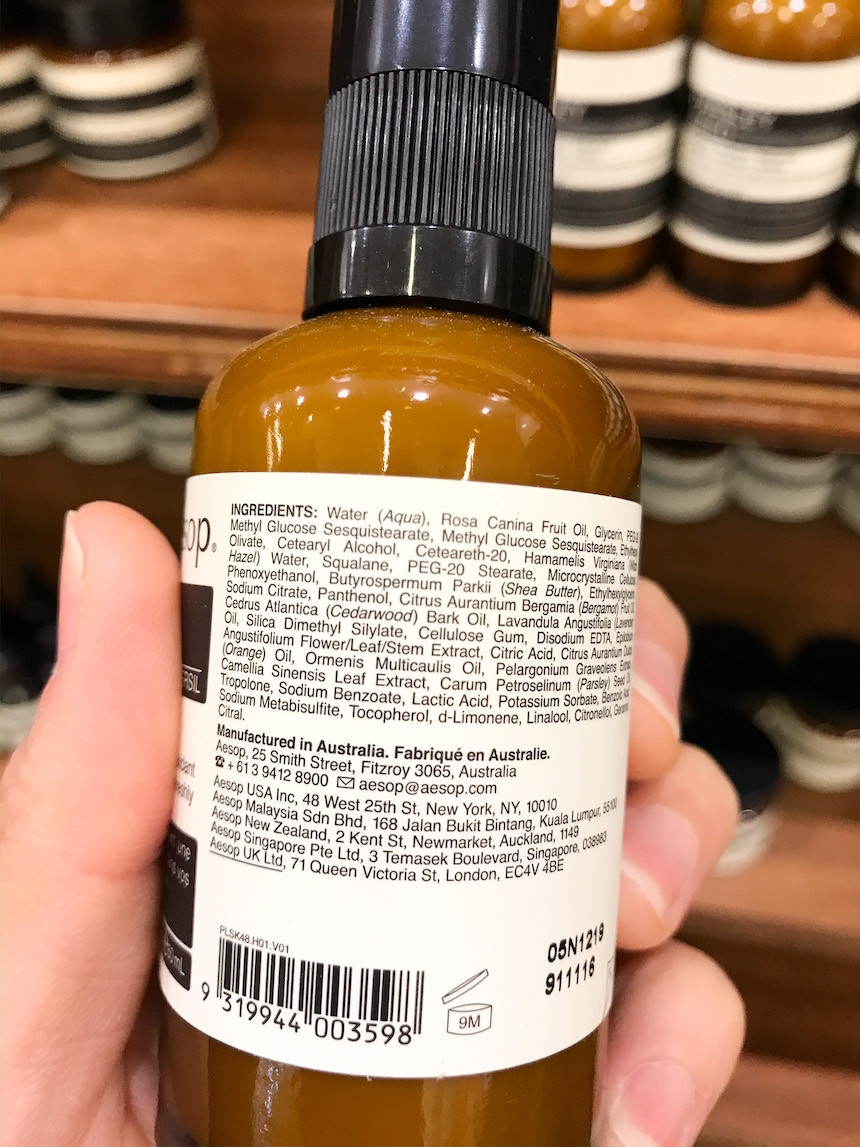 INGREDIENTS: Water (Aqua), Rosa Canina Fruit Oil, Glycerin,
Methyl Glucose Sesquistearate, Methyl Glucose Sesquistearate,
Olivate, Cetearyl Alcohol, Ceteareth-20, Hamamelis Virginiana
Hazel) Water, Squalane, PEG-20 Stearate, Microcrystalline
Phenoxyethanol, Butyrospermum Parkii (Shea Butter),
Sodium Citrate, Panthenol, Citrus Aurantium Bergamia (Bergamot)
Cedrus Atlantica (Cedarwood) Bark Oil, Lavandula Angustifolia
Oil, Silica Dimethyl Silylate, Cellulose Gum, Disodium EDTA,
Angustifolium Flower/Leaf/Stem Extract, Citric Acid, Citrus Aurantium
(Orange) Oil, Ormenis Multicaulis Oil, Pelargonium Graveolens
Camellia Sinensis Leaf Extract, Carum Petroselinum (Parsley) Seed
Tropolone, Sodium Benzoate, Lactic Acid, Potassium Sorbate,
Sodium Metabisulfite, Tocopherol, d-Limonene, Linalool, Citronellol,
Citral.
Manufactured in Australia. Fabriqué en Australie.
Aesop, 25 Smith Street, Fitzroy 3065, Australia
☎ +61 3 9412 8900 ✉ aesop@aesop.com
Aesop USA Inc, 48 West 25th St, New York, NY, 10010
Aesop Malaysia Sdn Bhd, 168 Jalan Bukit Bintang, Kuala Lumpur, 55100
Aesop New Zealand, 2 Kent St, Newmarket, Auckland, 1149
Aesop Singapore Pte Ltd, 3 Temasek Boulevard, Singapore, 038983
Aesop UK Ltd, 71 Queen Victoria St, London, EC4V 4BE
PLSK48.H01.V01
9 319944 003598
9M
05N1219
911116